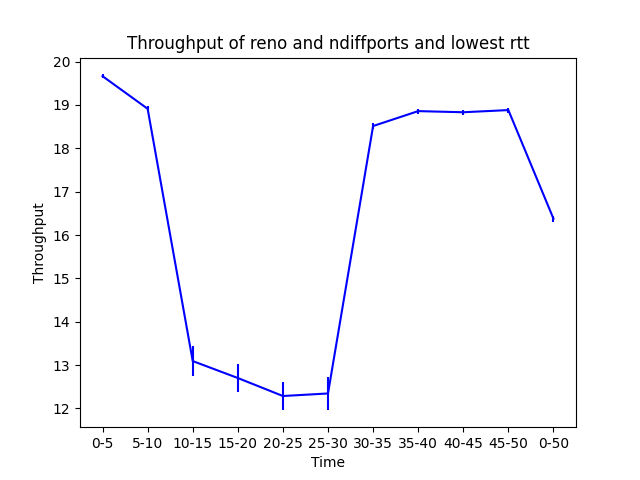 Throughput of reno and ndiffports and lowest rtt
20
19
18
17
16
15
14
13
12
Throughput
0-5 5-10 10-15 15-20 20-25 25-30 30-35 35-40 40-45 45-50 0-50
Time